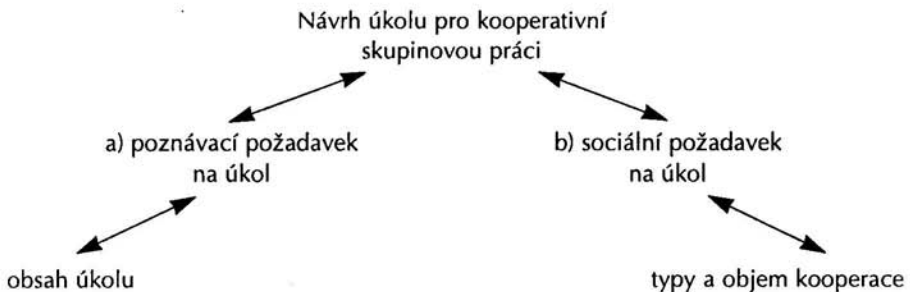 Návrh úkolu pro kooperativní
skupinovou práci
a) poznávací požadavek
na úkol
b) sociální požadavek
na úkol
obsah úkolu
typy a objem kooperace